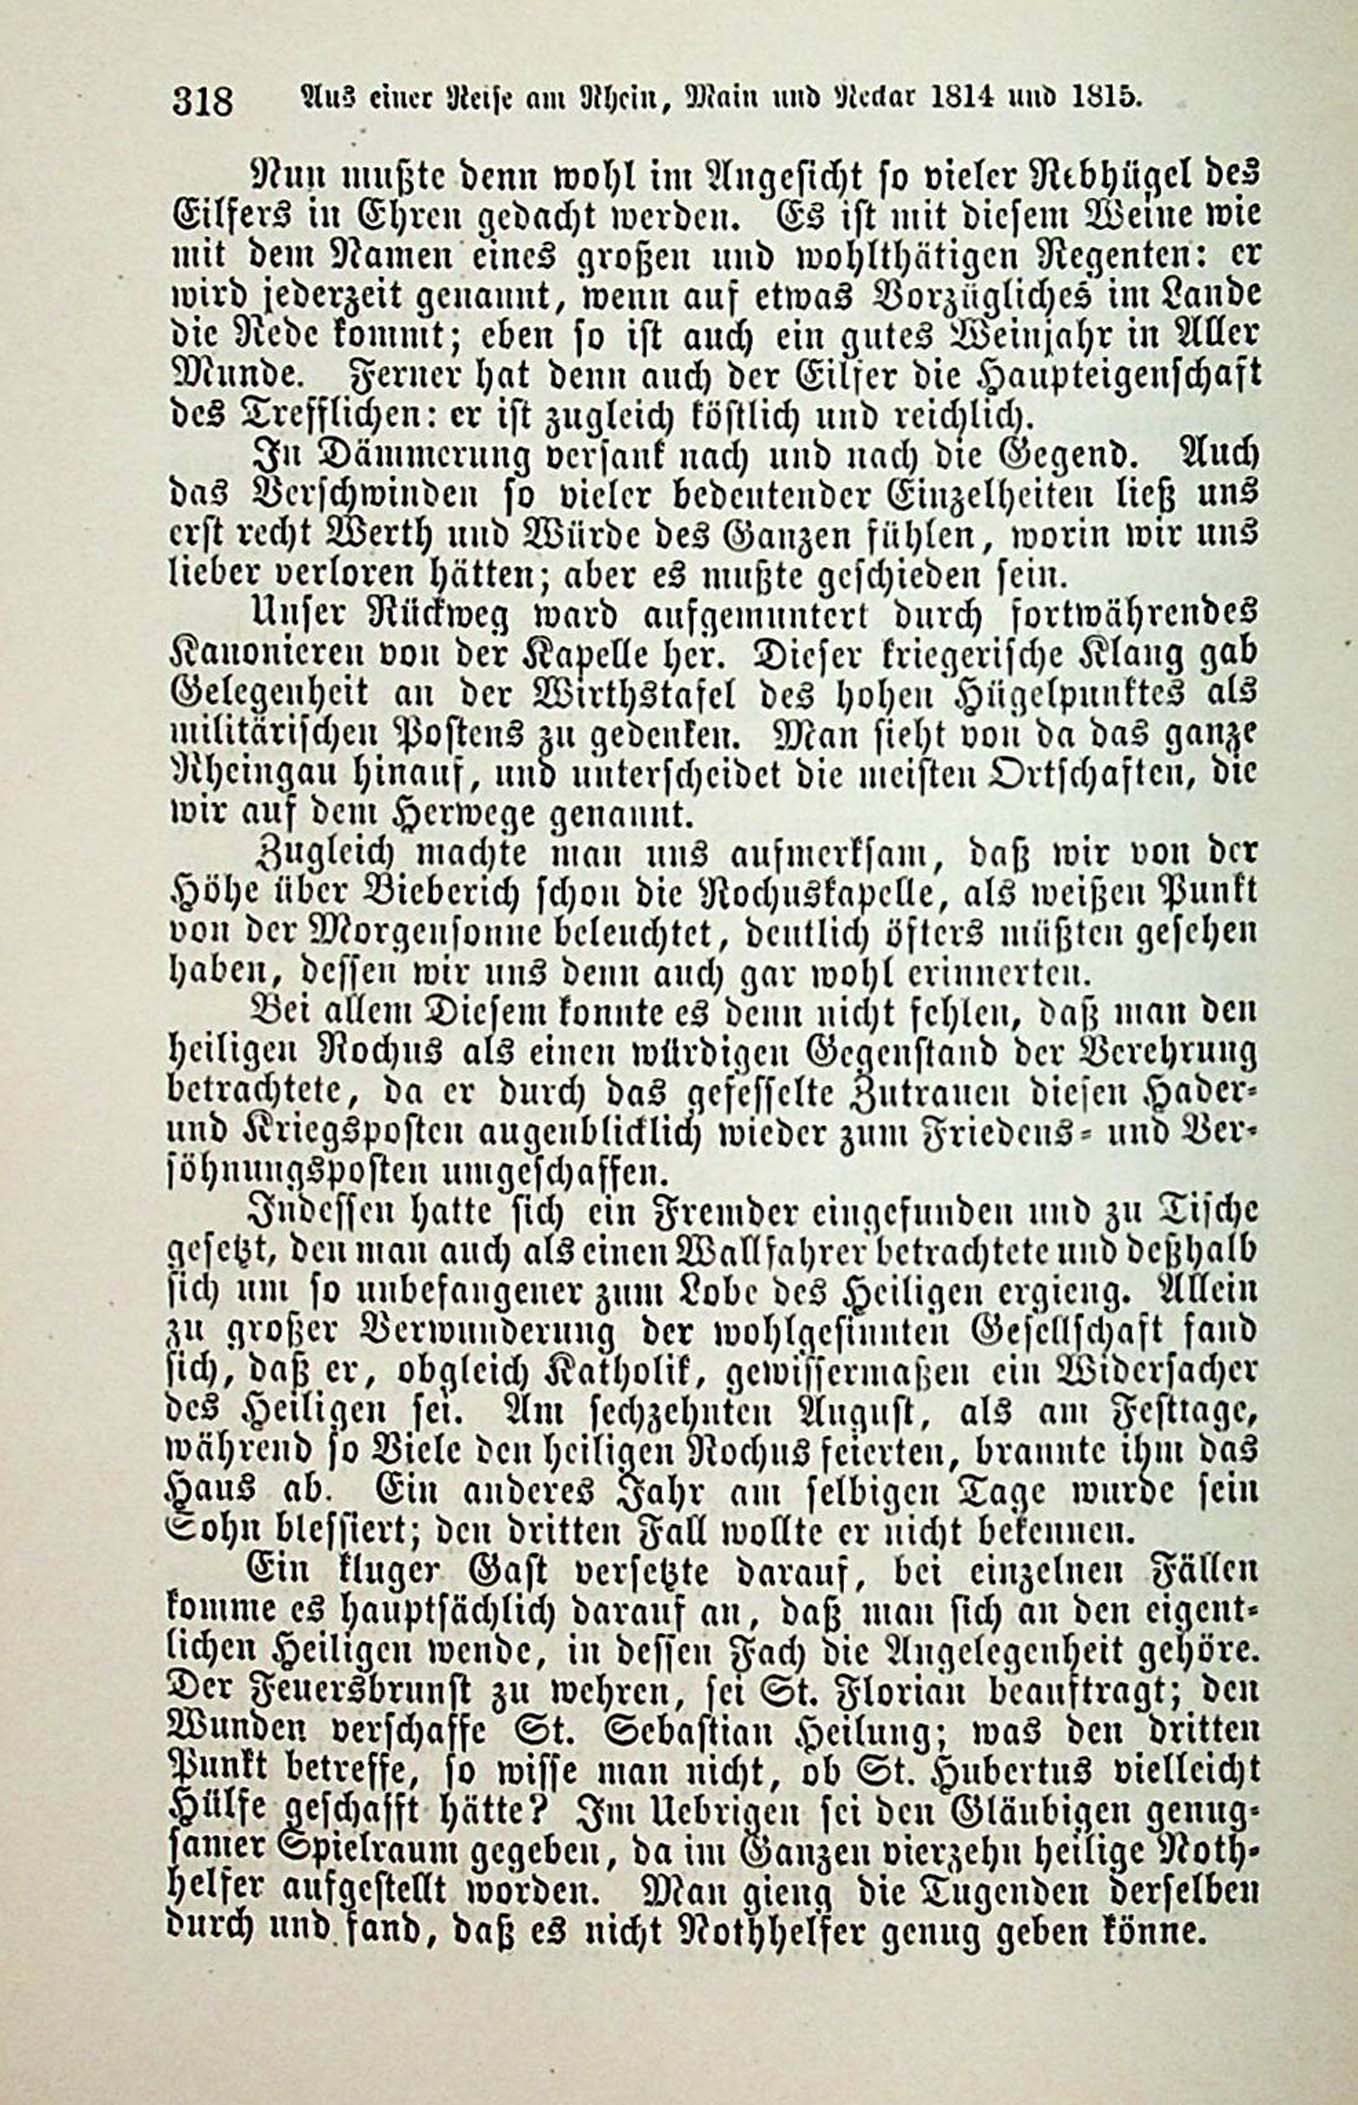 318 Aus einer Reise am Rhein, Main und Neckar 1814 und 1815.
Nun mußte denn wohl im Angesicht so vieler Rebhügel des
Eilfers in Ehren gedacht werden. Es ist mit diesem Weine wie
mit dem Namen eines großen und wohlthätigen Regenten: er
wird jederzeit genannt, wenn auf etwas Vorzügliches im Lande
die Rede kommt; eben so ist auch ein gutes Weinjahr in Aller
Munde. Ferner hat denn auch der Eilfer die Haupteigenschaft
des Trefflichen: er ist zugleich köstlich und reichlich.
In Dämmerung versank nach und nach die Gegend. Auch
das Verschwinden so vieler bedeutender Einzelheiten ließ uns
erst recht Werth und Würde des Ganzen fühlen, worin wir uns
lieber verloren hätten; aber es mußte geschieden sein.
Unser Rückweg ward aufgemuntert durch fortwährendes
Kanonieren von der Kapelle her. Dieser kriegerische Klang gab
Gelegenheit an der Wirthstafel des hohen Hügelpunktes als
militärischen Postens zu gedenken. Man sieht von da das ganze
Rheingau hinauf, und unterscheidet die meisten Ortschaften, die
wir auf dem Herwege genannt.
Zugleich machte man uns aufmerksam, daß wir von der
Höhe über Bieberich schon die Rochuskapelle, als weißen Punkt
von der Morgensonne beleuchtet, deutlich öfters müßten gesehen
haben, dessen wir uns denn auch gar wohl erinnerten.
Bei allem Diesem konnte es denn nicht fehlen, daß man den
heiligen Rochus als einen würdigen Gegenstand der Verehrung
betrachtete, da er durch das gefesselte Zutrauen diesen Hader-
und Kriegsposten augenblicklich wieder zum Friedens- und Ver-
söhnungsposten umgeschaffen.
Indessen hatte sich ein Fremder eingefunden und zu Tische
gesetzt, den man auch als einen Wallfahrer betrachtete und deßhalb
sich um so unbefangener zum Lobe des Heiligen ergieng. Allein
zu großer Verwunderung der wohlgesinnten Gesellschaft fand
sich, daß er, obgleich Katholik, gewissermaßen ein Widersacher
des Heiligen sei. Am sechzehnten August, als am Festtage,
während so Viele den heiligen Rochus feierten, brannte ihm das
Haus ab. Ein anderes Jahr am selbigen Tage wurde sein
Sohn blessiert; den dritten Fall wollte er nicht bekennen.
Ein kluger Gast versetzte darauf, bei einzelnen Fällen
komme es hauptsächlich darauf an, daß man sich an den eigent-
lichen Heiligen wende, in dessen Fach die Angelegenheit gehöre.
Der Feuersbrunst zu wehren, sei St. Florian beauftragt; den
Wunden verschaffe St. Sebastian Heilung; was den dritten
Punkt betreffe, so wisse man nicht, ob St. Hubertus vielleicht
Hülfe geschafft hätte? Im Uebrigen sei den Gläubigen genug-
samer Spielraum gegeben, da im Ganzen vierzehn heilige Noth-
helfer aufgestellt worden. Man gieng die Tugenden derselben
durch und fand, daß es nicht Nothhelfer genug geben könne.